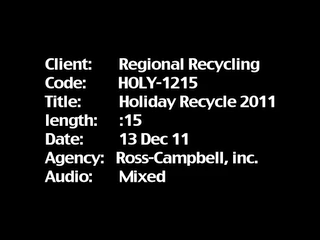 Client: Regional Recycling
Code: HOLY-1215
Title: Holiday Recycle 2011
length: :15
Date: 13 Dec 11
Agency: Ross-Campbell, inc.
Audio: Mixed